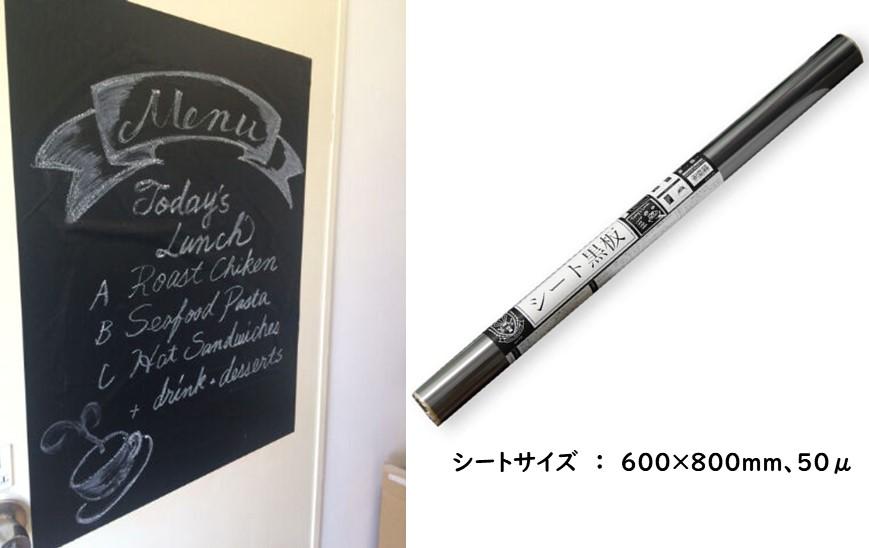 Menu
Today's
Lunch
A Roast Chiken
B Seafood Pasta
C Hot Sandwiches
+ drink・desserts
シート黒板
シートサイズ ： 600×800mm、50μ